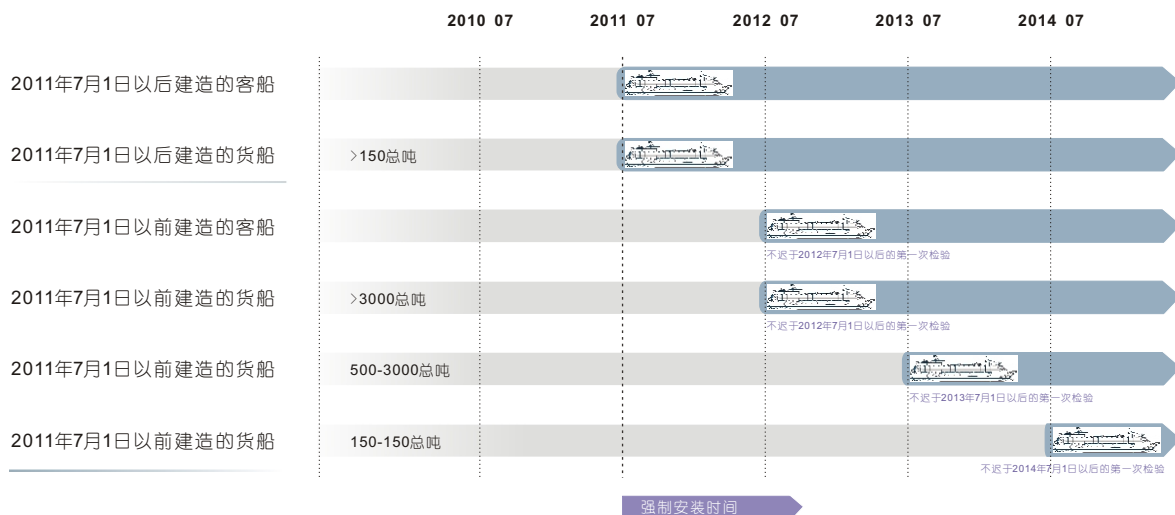 2010 07 2011 07 2012 07 2013 07 2014 07
2011年7月1日以后建造的客船
2011年7月1日以后建造的货船 >150总吨
2011年7月1日以前建造的客船
不迟于2012年7月1日以后的第一次检验
2011年7月1日以前建造的货船 >3000总吨
不迟于2012年7月1日以后的第一次检验
2011年7月1日以前建造的货船 500-3000总吨
不迟于2013年7月1日以后的第一次检验
2011年7月1日以前建造的货船 150-150总吨
不迟于2014年7月1日以后的第一次检验
强制安装时间